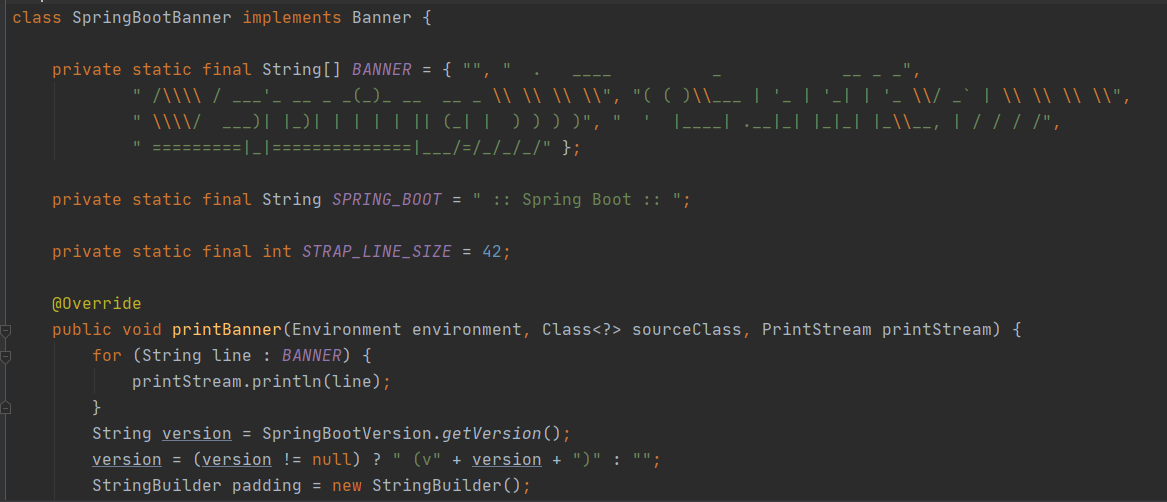 class SpringBootBanner implements Banner {
private static final String[] BANNER = { "", "  .   ____          _            __ _ _",
" /\\\\ / ___'_ __ _ _(_)_ __  __ _ \\ \\ \\ \\", "( ( )\\___ | '_ | '_| | '_ \\/ _` | \\ \\ \\ \\",
" \\\\/  ___)| |_)| | | | | || (_| |  ) ) ) )", "  '  |____| .__|_| |_|_| |_\\__, | / / / /",
" =========|_|==============|___/=/_/_/_/" };
private static final String SPRING_BOOT = " :: Spring Boot :: ";
private static final int STRAP_LINE_SIZE = 42;
@Override
public void printBanner(Environment environment, Class<?> sourceClass, PrintStream printStream) {
for (String line : BANNER) {
printStream.println(line);
}
String version = SpringBootVersion.getVersion();
version = (version != null) ? " (v" + version + ")" : "";
StringBuilder padding = new StringBuilder();